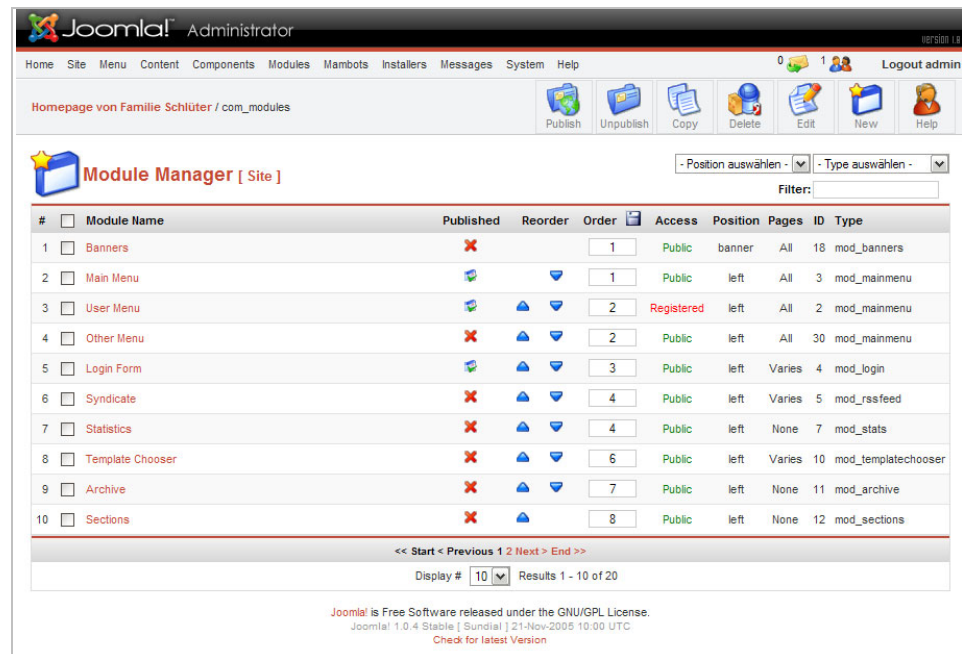 Joomla!™ Administrator
version 1.0
Home Site Menu Content Components Modules Mambots Installers Messages System Help 0 1 Logout admin
Homepage von Familie Schlüter / com_modules
Publish Unpublish Copy Delete Edit New Help
Module Manager [ Site ]
- Position auswählen - - Type auswählen -
Filter:
# Module Name Published Reorder Order Access Position Pages ID Type
1 Banners 1 Public banner All 18 mod_banners
2 Main Menu 1 Public left All 3 mod_mainmenu
3 User Menu 2 Registered left All 2 mod_mainmenu
4 Other Menu 2 Public left All 30 mod_mainmenu
5 Login Form 3 Public left Varies 4 mod_login
6 Syndicate 4 Public left Varies 5 mod_rssfeed
7 Statistics 4 Public left None 7 mod_stats
8 Template Chooser 6 Public left Varies 10 mod_templatechooser
9 Archive 7 Public left None 11 mod_archive
10 Sections 8 Public left None 12 mod_sections
<< Start < Previous 1 2 Next > End >>
Display # 10 Results 1 - 10 of 20
Joomla! is Free Software released under the GNU/GPL License.
Joomla! 1.0.4 Stable [ Sundial ] 21-Nov-2005 10:00 UTC
Check for latest Version